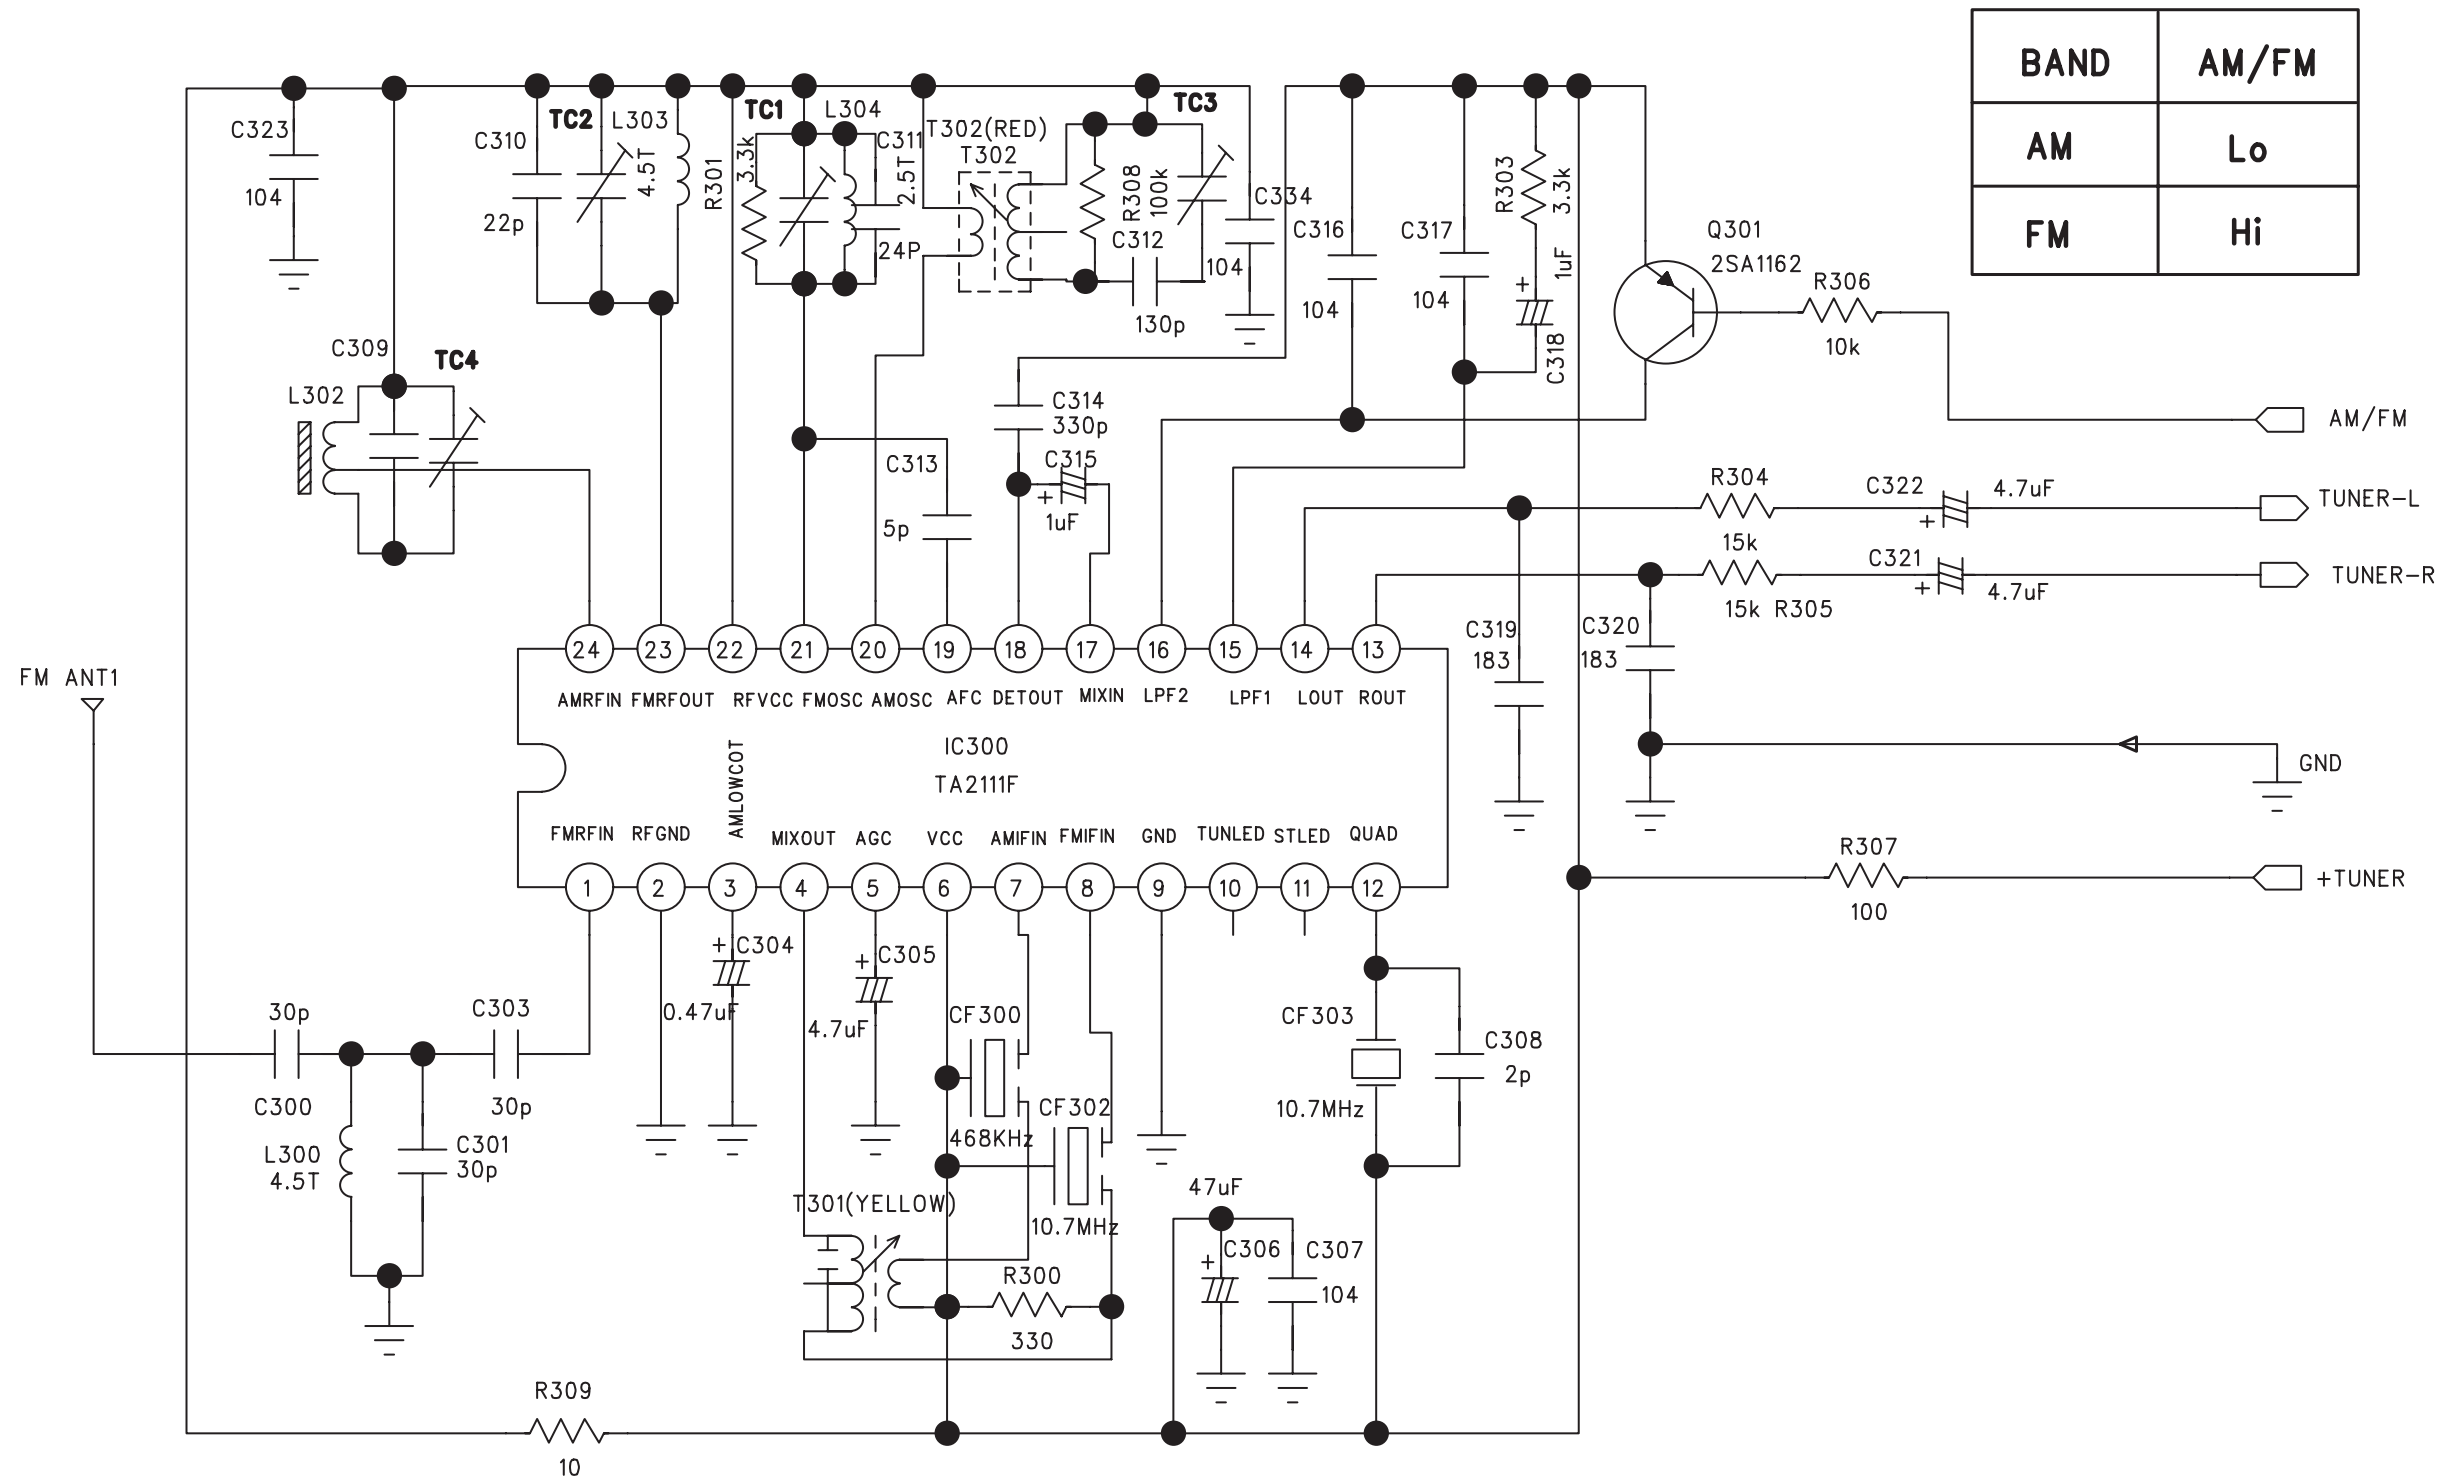 BAND AM/FM
AM Lo
FM Hi
C323
104
C310
22p
TC2
L303
4.5T
R301
3.3k
TC1
L304
C311
2.5T
24P
T302(RED)
T302
TC3
R308
100k
C312
130p
C334
104
C316
104
C317
104
R303
3.3k
1uF
+
C318
Q301
2SA1162
R306
10k
C309
TC4
L302
C314
330p
C315
+
1uF
C313
5p
AM/FM
R304
15k
C322
+
4.7uF
TUNER-L
C321
+
4.7uF
TUNER-R
15k R305
C319
183
C320
183
FM ANT1
24 23 22 21 20 19 18 17 16 15 14 13
AMRFIN FMRFOUT RFVCC FMOSC AMOSC AFC DETOUT MIXIN LPF2 LPF1 LOUT ROUT
IC300
TA2111F
AMLOWCOT
FMRFIN RFGND MIXOUT AGC VCC AMIFIN FMIFIN GND TUNLED STLED QUAD
1 2 3 4 5 6 7 8 9 10 11 12
GND
R307
100
+TUNER
+
C304
0.47uF
+
C305
4.7uF
30p
C300
C303
30p
L300
4.5T
C301
30p
CF300
468KHz
CF302
10.7MHz
CF303
10.7MHz
C308
2p
T301(YELLOW)
R300
330
47uF
+
C306
C307
104
R309
10